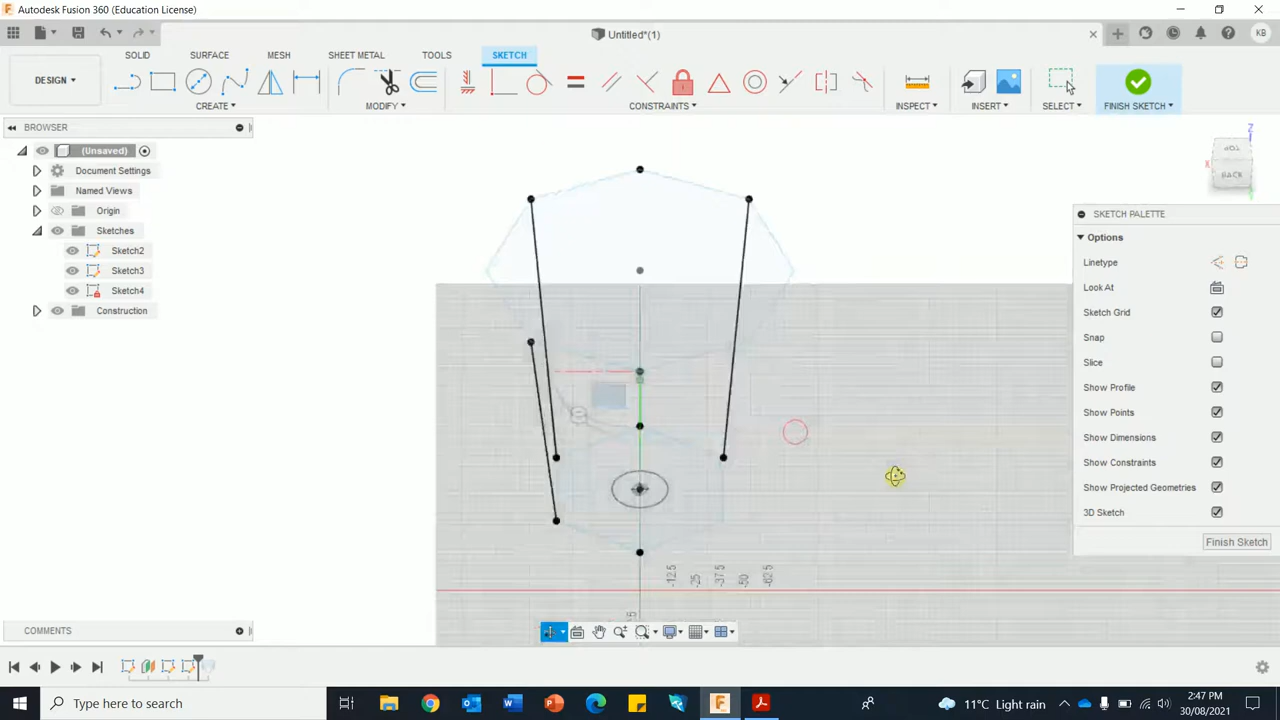 Autodesk Fusion 360 (Education License)
Untitled*(1)
KB
DESIGN
SOLID SURFACE MESH SHEET METAL TOOLS SKETCH
CREATE MODIFY CONSTRAINTS INSPECT INSERT SELECT FINISH SKETCH
BROWSER
(Unsaved)
Document Settings
Named Views
Origin
Sketches
Sketch2
Sketch3
Sketch4
Construction
Z
TOP
X
BACK
Y
SKETCH PALETTE
Options
Linetype
Look At
Sketch Grid
Snap
Slice
Show Profile
Show Points
Show Dimensions
Show Constraints
Show Projected Geometries
3D Sketch
Finish Sketch
-12.5
-25
-37.5
-50
-62.5
COMMENTS
Type here to search
11°C Light rain
2:47 PM
30/08/2021